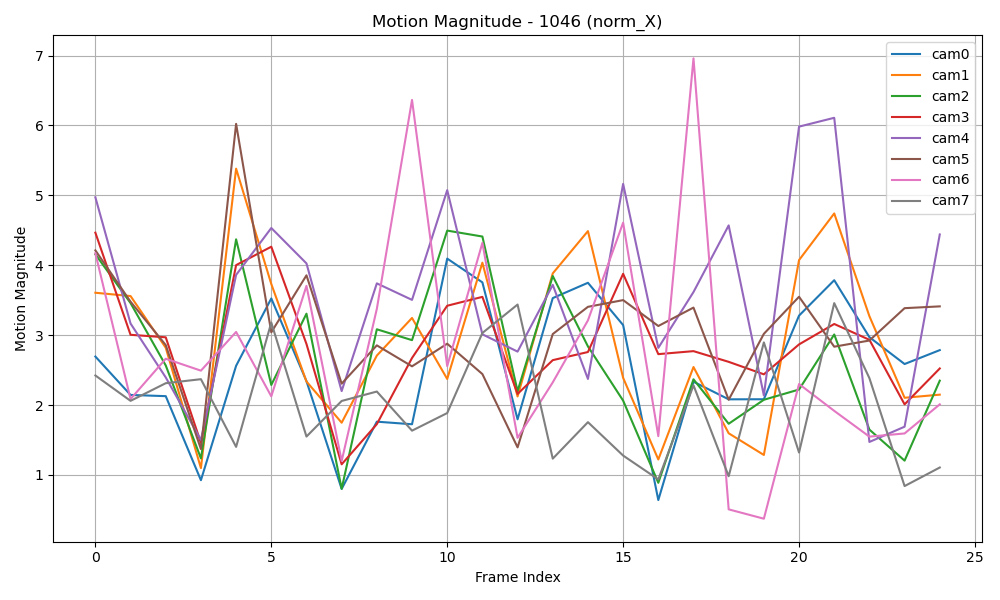 Motion Magnitude - 1046 (norm_X)
Motion Magnitude
7
6
5
4
3
2
1
0
5
10
15
20
25
Frame Index
cam0
cam1
cam2
cam3
cam4
cam5
cam6
cam7